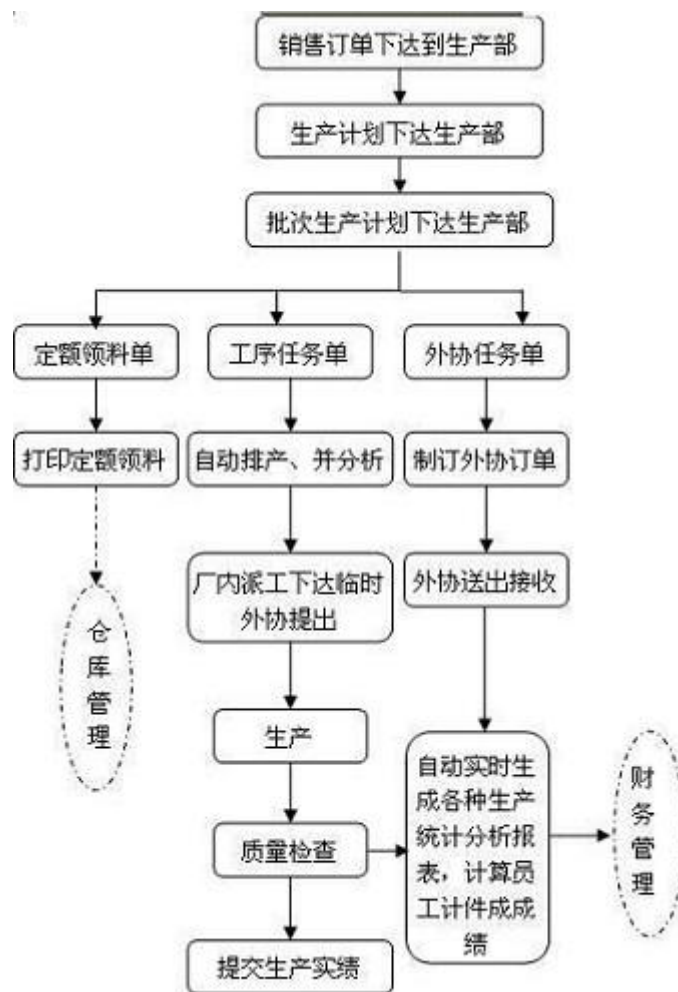 销售订单下达到生产部
生产计划下达生产部
批次生产计划下达生产部
定额领料单
工序任务单
外协任务单
打印定额领料
自动排产、并分析
制订外协订单
厂内派工下达临时
外协提出
外协送出接收
仓库管理
生产
自动实时生
成各种生产
统计分析报
表，计算员
工计件成成
绩
财务管理
质量检查
提交生产实绩